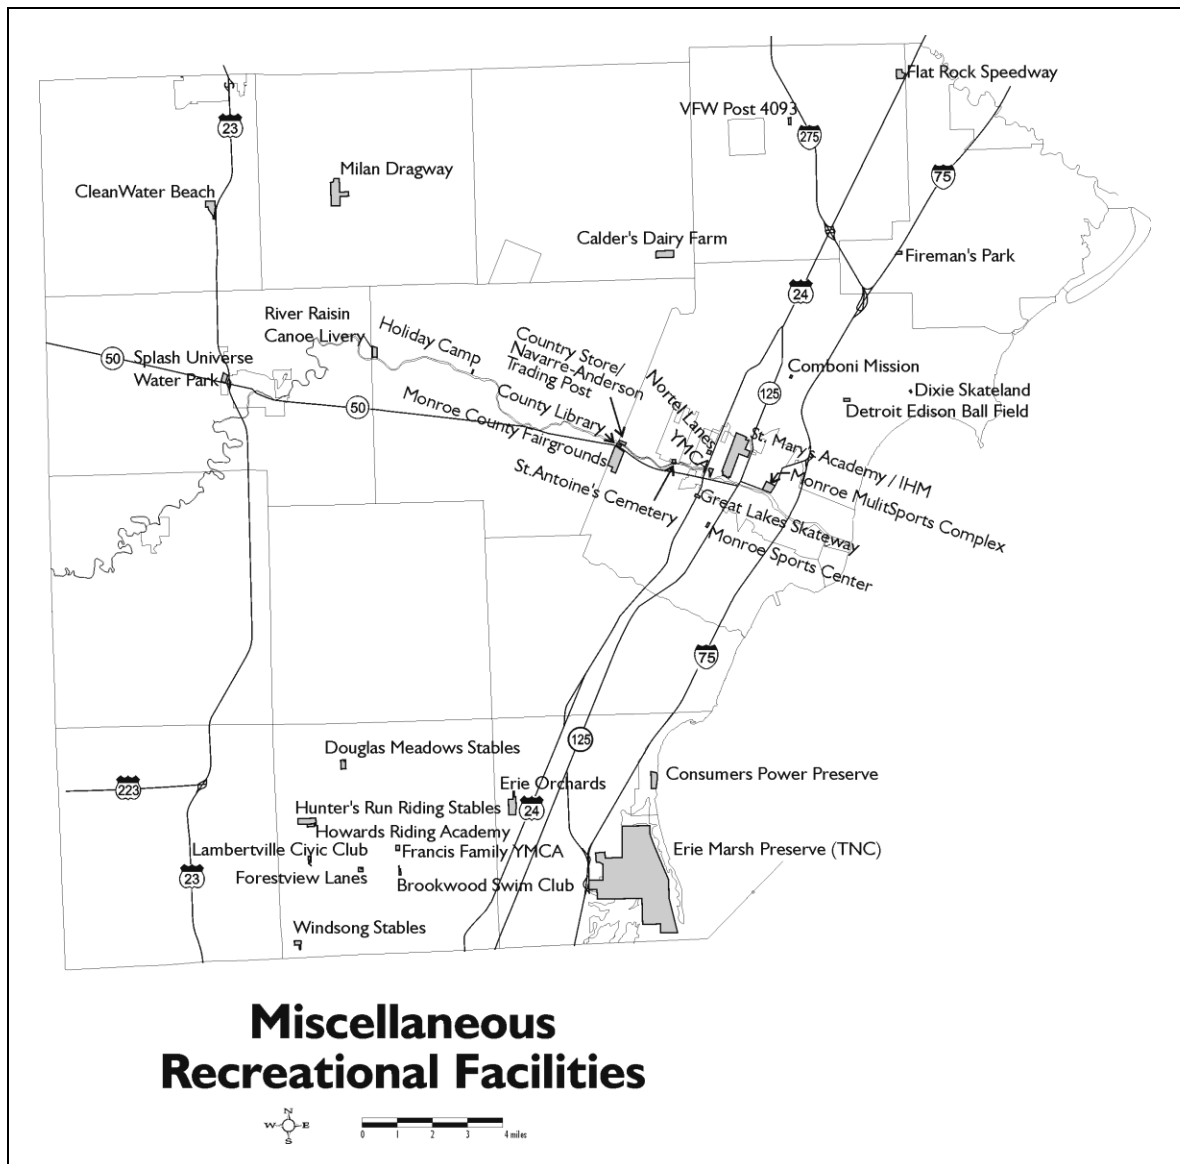 Flat Rock Speedway
VFW Post 4093
23
275
Milan Dragway
75
CleanWater Beach
Calder's Dairy Farm
Fireman's Park
24
River Raisin
Canoe Livery
Holiday Camp
Country Store/
Navarre-Anderson
Trading Post
50
Splash Universe
Water Park
Comboni Mission
125
Dixie Skateland
Detroit Edison Ball Field
50
County Library
Monroe County Fairgrounds
Nortel Lanes
YMCA
St. Mary's Academy / IHM
Monroe MulitSports Complex
St.Antoine's Cemetery
Great Lakes Skateway
Monroe Sports Center
75
125
Douglas Meadows Stables
Consumers Power Preserve
223
Erie Orchards
24
Hunter's Run Riding Stables
Howards Riding Academy
Lambertville Civic Club
Francis Family YMCA
Erie Marsh Preserve (TNC)
23
Forestview Lanes
Brookwood Swim Club
Windsong Stables
Miscellaneous
Recreational Facilities
N
W E
S
0 1 2 3 4 miles